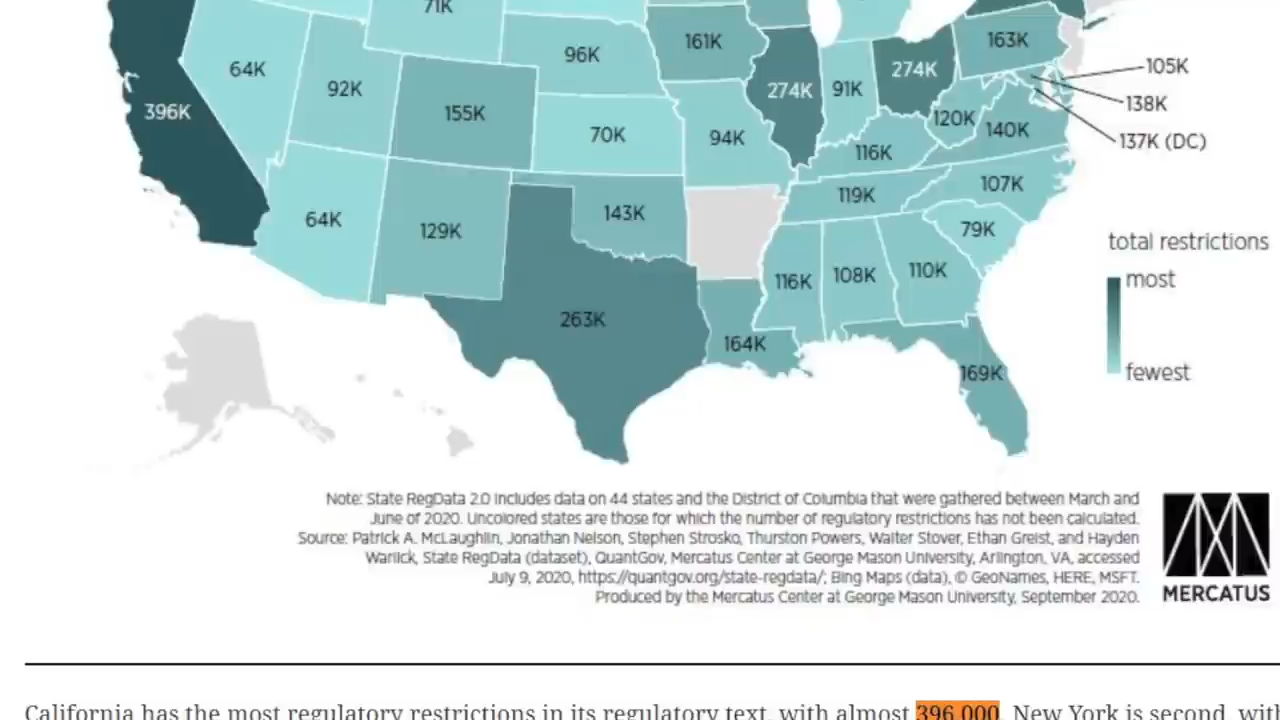 71K
161K
163K
96K
64K
274K
274K
105K
92K
91K
138K
396K
155K
120K
70K
94K
140K
137K (DC)
116K
107K
119K
64K
143K
129K
79K
total restrictions
116K
108K
110K
most
263K
164K
169K
fewest
Note: State RegData 2.0 includes data on 44 states and the District of Columbia that were gathered between March and
June of 2020. Uncolored states are those for which the number of regulatory restrictions has not been calculated.
Source: Patrick A. McLaughlin, Jonathan Nelson, Stephen Strosko, Thurston Powers, Walter Stover, Ethan Greist, and Hayden
Warlick, State RegData (dataset), QuantGov, Mercatus Center at George Mason University, Arlington, VA, accessed
July 9, 2020, https://quantgov.org/state-regdata/; Bing Maps (data), © GeoNames, HERE, MSFT.
Produced by the Mercatus Center at George Mason University, September 2020.
MERCATUS
California has the most regulatory restrictions in its regulatory text, with almost 396,000. New York is second, with